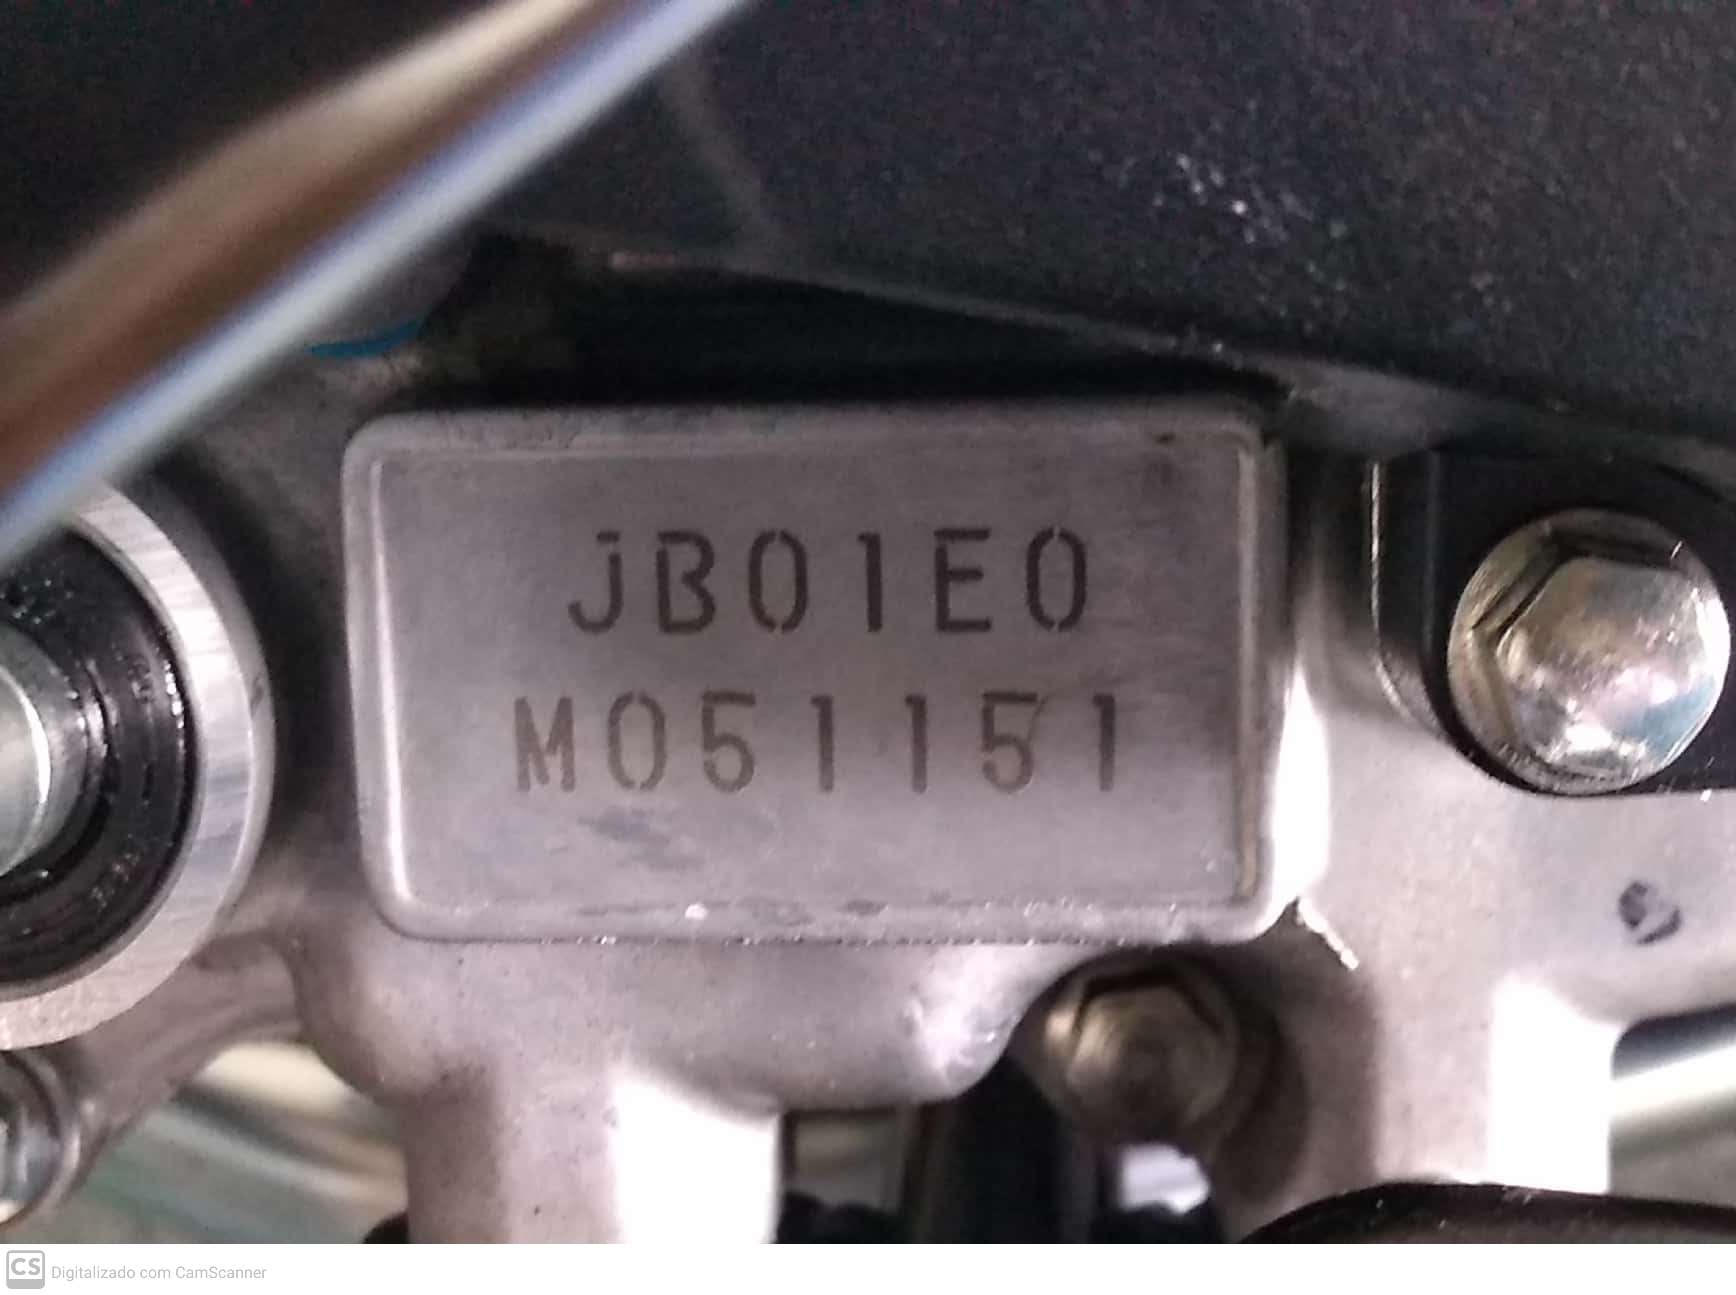 JB01E0
M051151
CS Digitalizado com CamScanner